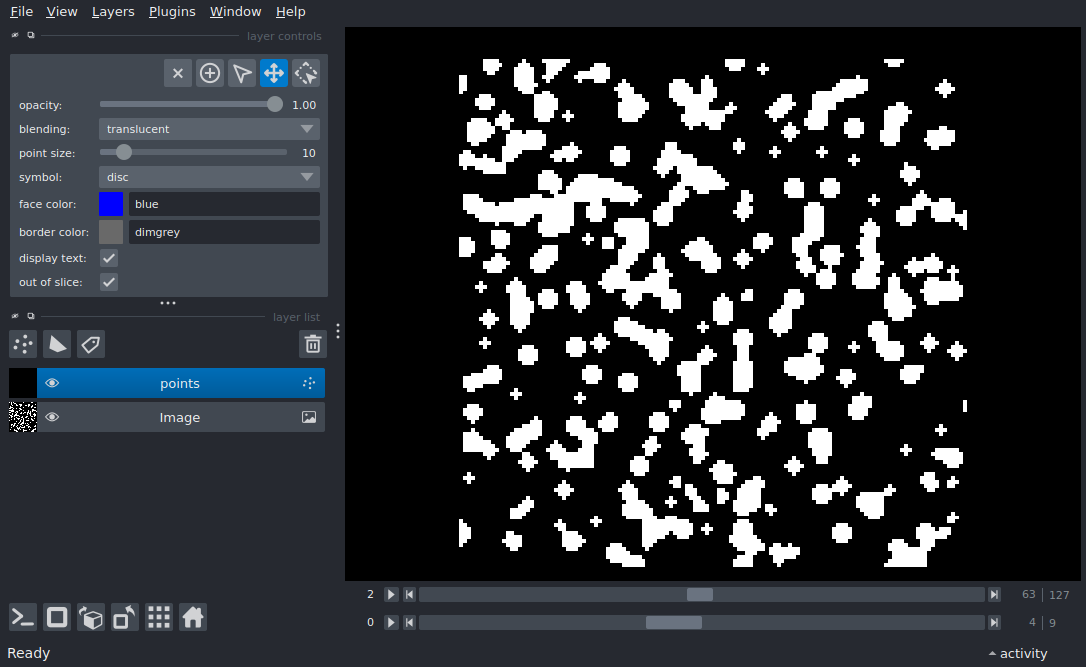 File View Layers Plugins Window Help
layer controls
opacity: 1.00
blending: translucent
point size: 10
symbol: disc
face color: blue
border color: dimgrey
display text:
out of slice:
layer list
points
Image
2 63 127
0 4 9
Ready activity